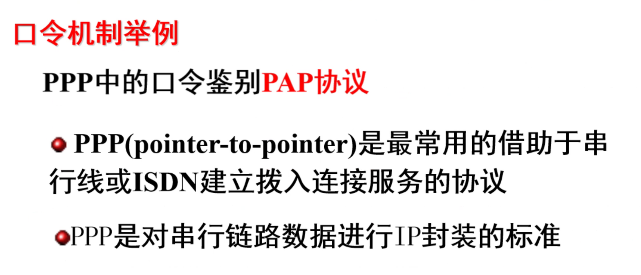 口令机制举例
PPP中的口令鉴别PAP协议
PPP(pointer-to-pointer)是最常用的借助于串
行线或ISDN建立拨入连接服务的协议
PPP是对串行链路数据进行IP封装的标准